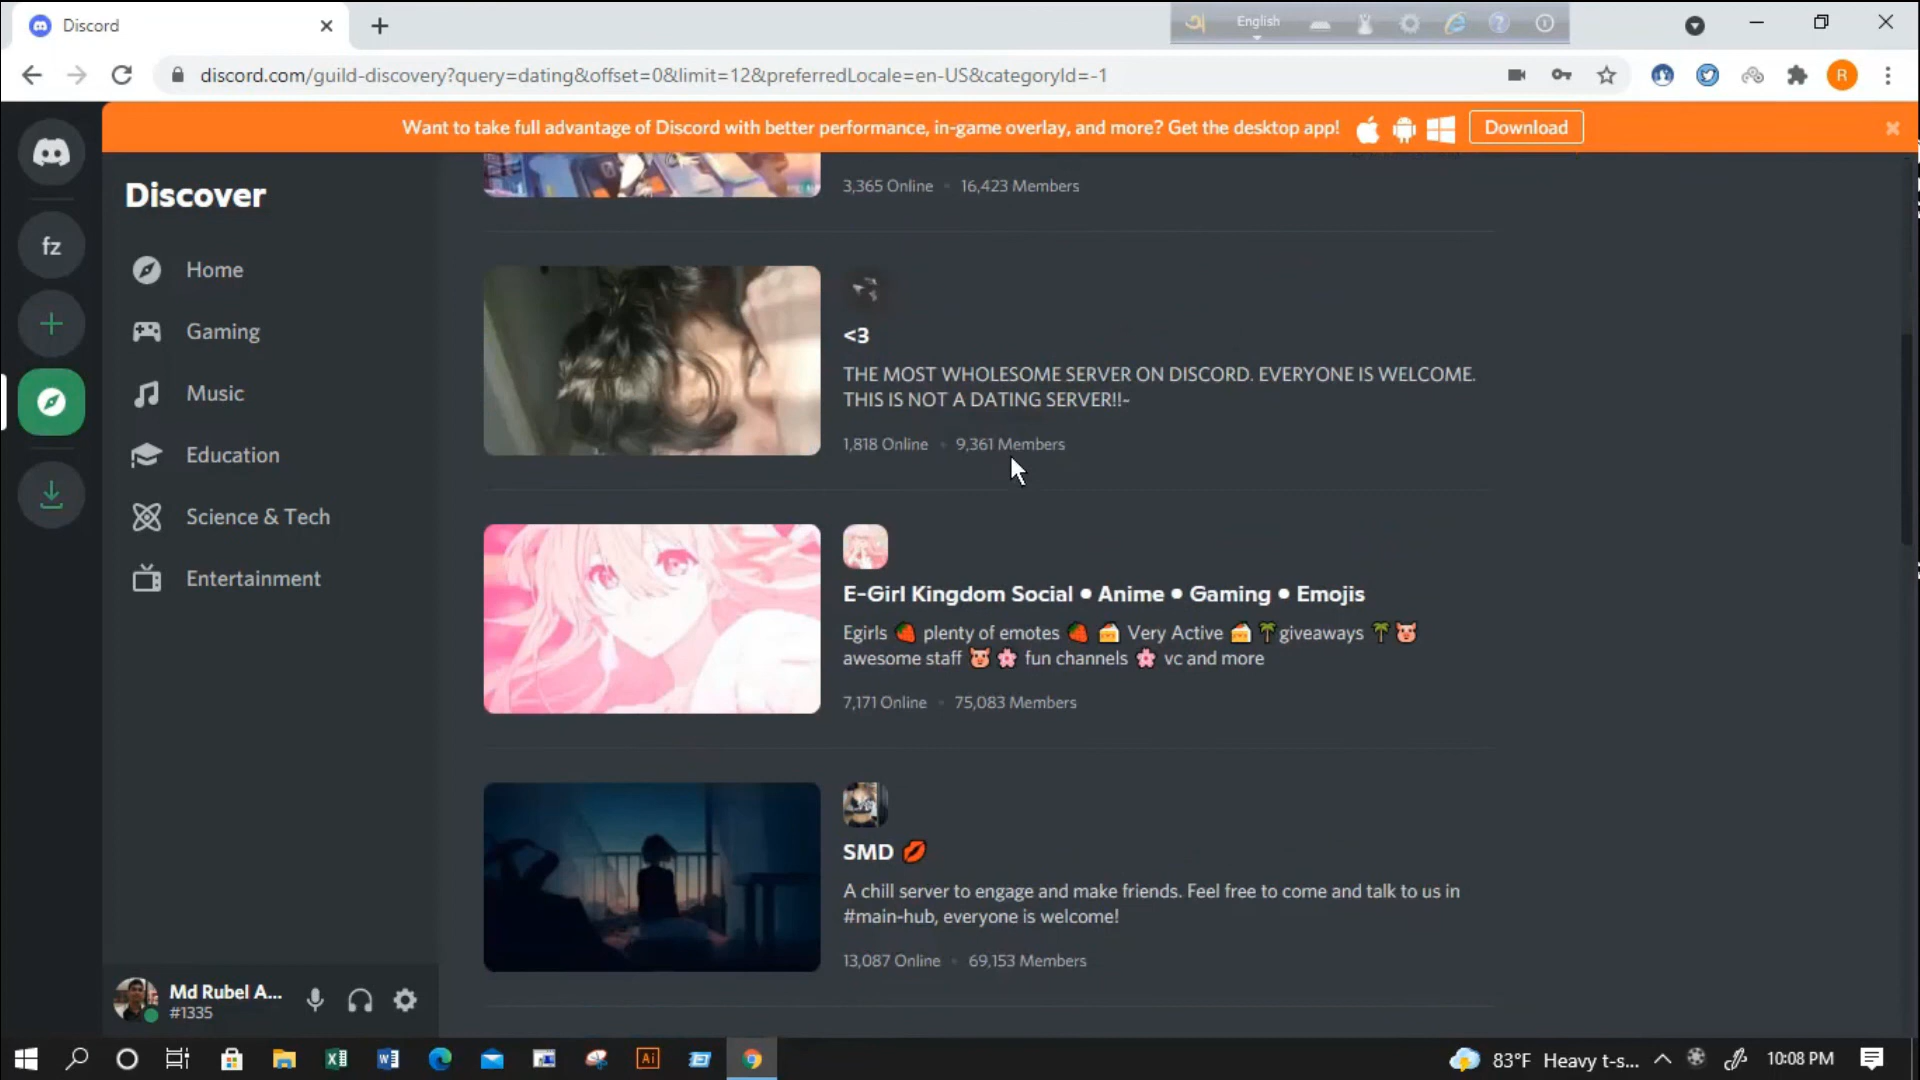 Discord
English
discord.com/guild-discovery?query=dating&offset=0&limit=12&preferredLocale=en-US&categoryId=-1
R
Want to take full advantage of Discord with better performance, in-game overlay, and more? Get the desktop app!
Download
Discover
fz
Home
Gaming
Music
Education
Science & Tech
Entertainment
3,365 Online • 16,423 Members
<3
THE MOST WHOLESOME SERVER ON DISCORD. EVERYONE IS WELCOME.
THIS IS NOT A DATING SERVER!!~
1,818 Online • 9,361 Members
E-Girl Kingdom Social • Anime • Gaming • Emojis
Egirls 🍓 plenty of emotes 🍓 🍰 Very Active 🍰 🌴giveaways 🌴 🐷
awesome staff 🐷 🌸 fun channels 🌸 vc and more
7,171 Online • 75,083 Members
SMD 💋
A chill server to engage and make friends. Feel free to come and talk to us in
#main-hub, everyone is welcome!
13,087 Online • 69,153 Members
Md Rubel A...
#1335
Ai
83°F Heavy t-s...
10:08 PM